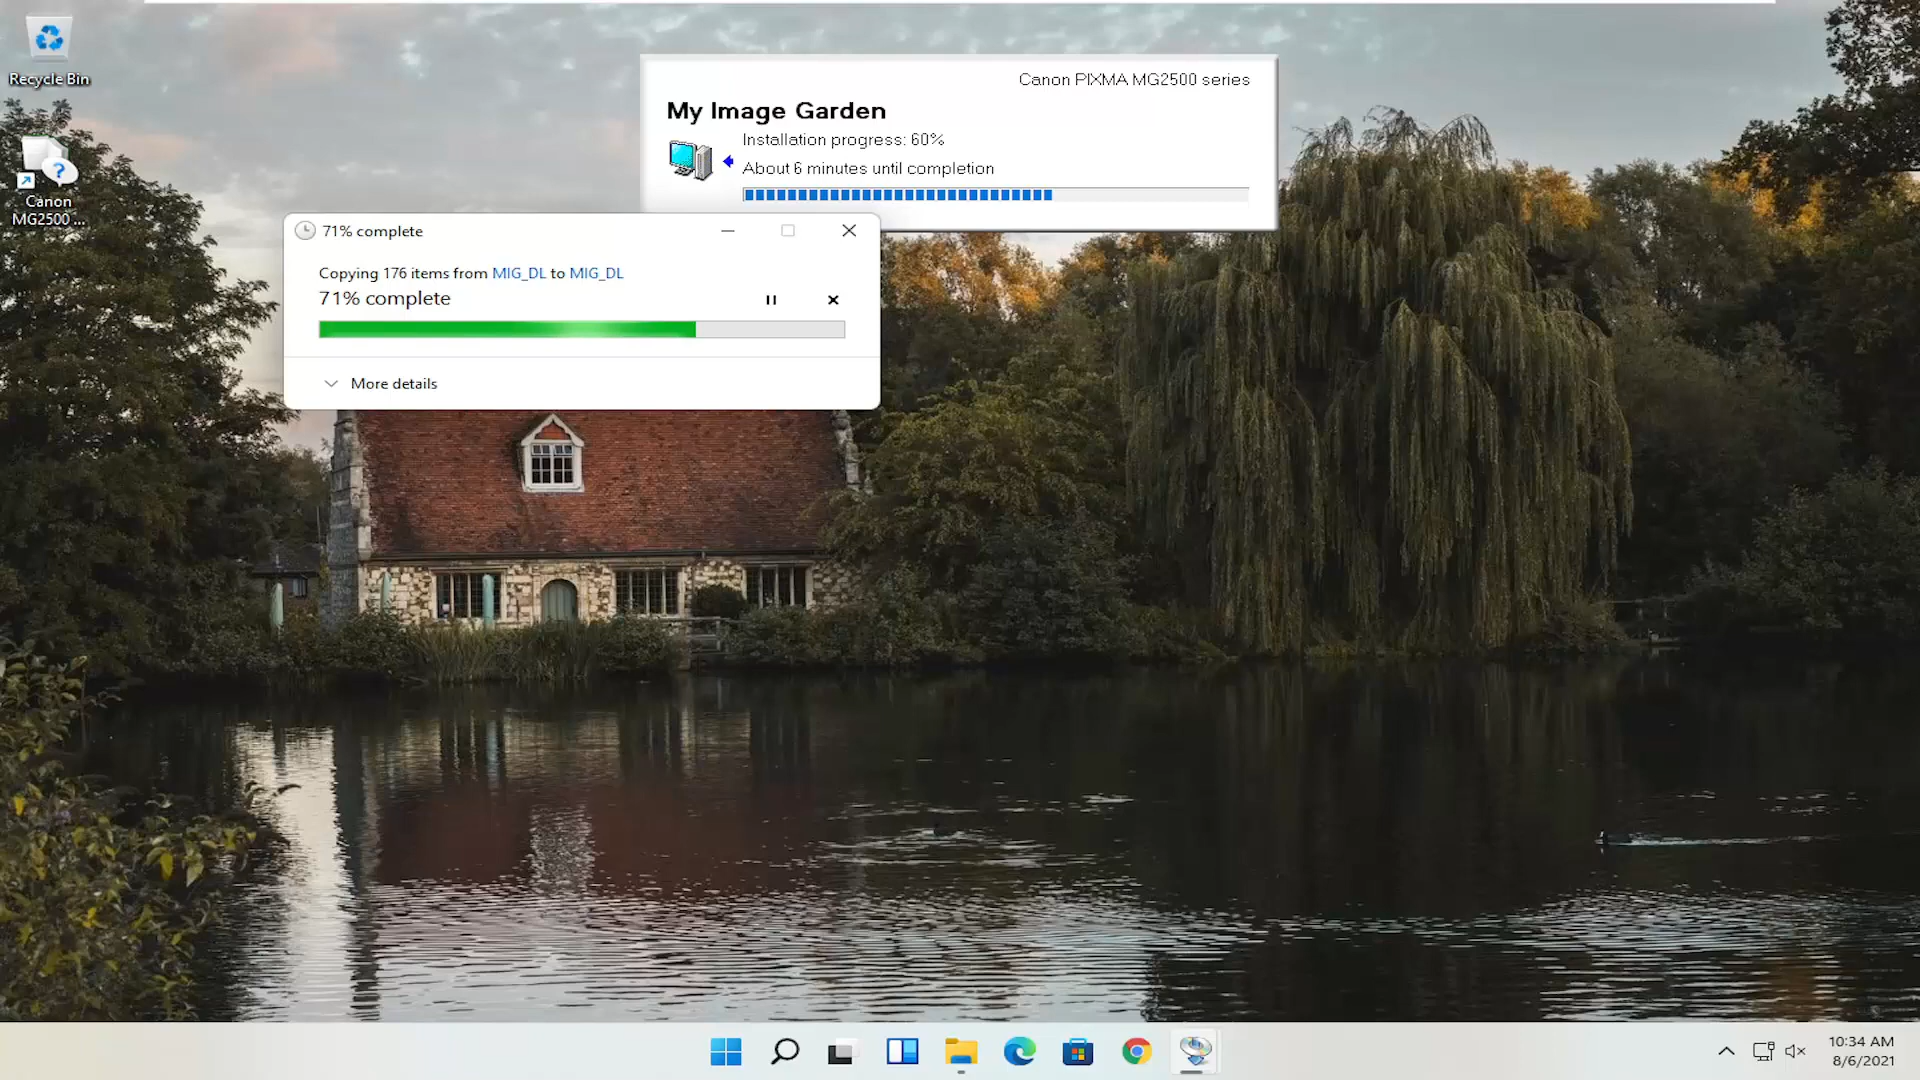 Recycle Bin
Canon
MG2500 ...
Canon PIXMA MG2500 series
My Image Garden
Installation progress: 60%
About 6 minutes until completion
71% complete
Copying 176 items from MIG_DL to MIG_DL
71% complete
More details
10:34 AM
8/6/2021